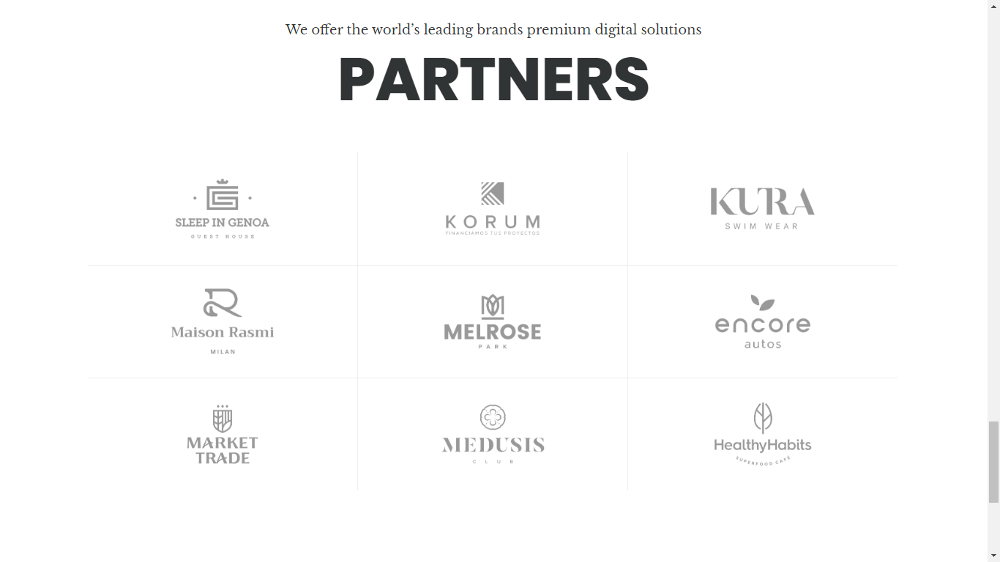 We offer the world’s leading brands premium digital solutions
PARTNERS
SLEEP IN GENOA
GUEST HOUSE
KORUM
FINANCIAMOS TUS PROYECTOS
KURA
SWIM WEAR
Maison Rasmi
MILAN
MELROSE
PARK
encore
autos
MARKET
TRADE
MEDUSIS
CLUB
HealthyHabits
SUPERFOOD CAFE